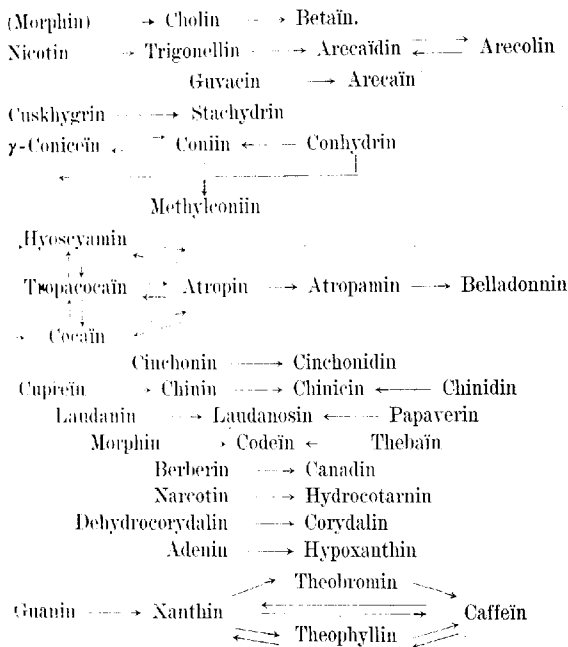 (Morphin) → Cholin → Betaïn.
Nicotin → Trigonellin → Arecaïdin ⇄ Arecolin
Guvacin → Arecaïn
Cuskhygrin → Stachydrin
γ-Coniceïn ← → Coniin ← Conhydrin
Methylconiin
Hyoscyamin
Tropacocaïn Atropin → Atropamin → Belladonnin
Cocaïn
Cinchonin → Cinchonidin
Cupreïn → Chinin → Chinicin ← Chinidin
Laudanin → Laudanosin ← Papaverin
Morphin → Codeïn ← Thebaïn
Berberin → Canadin
Narcotin → Hydrocotarnin
Dehydrocorydalin → Corydalin
Adenin → Hypoxanthin
Theobromin
Guanin → Xanthin Caffeïn
Theophyllin